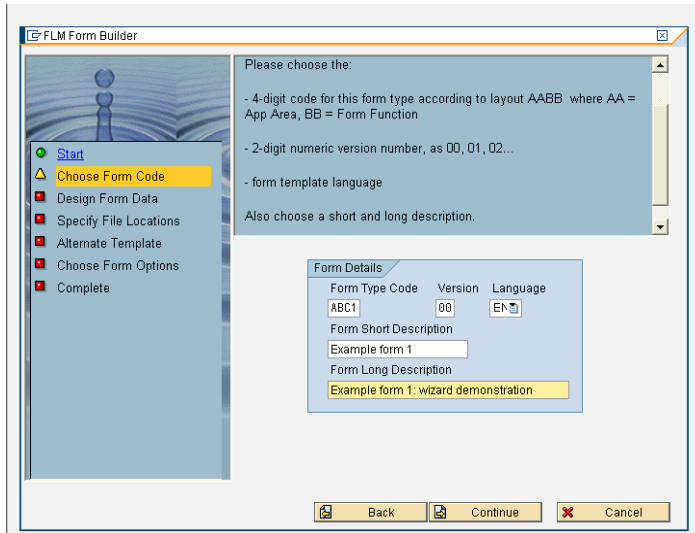 FLM Form Builder
Please choose the:
- 4-digit code for this form type according to layout AABB where AA =
App Area, BB = Form Function
- 2-digit numeric version number, as 00, 01, 02...
- form template language
Also choose a short and long description.
Start
Choose Form Code
Design Form Data
Specify File Locations
Alternate Template
Choose Form Options
Complete
Form Details
Form Type Code Version Language
ABC1 00 EN
Form Short Description
Example form 1
Form Long Description
Example form 1: wizard demonstration
Back Continue Cancel